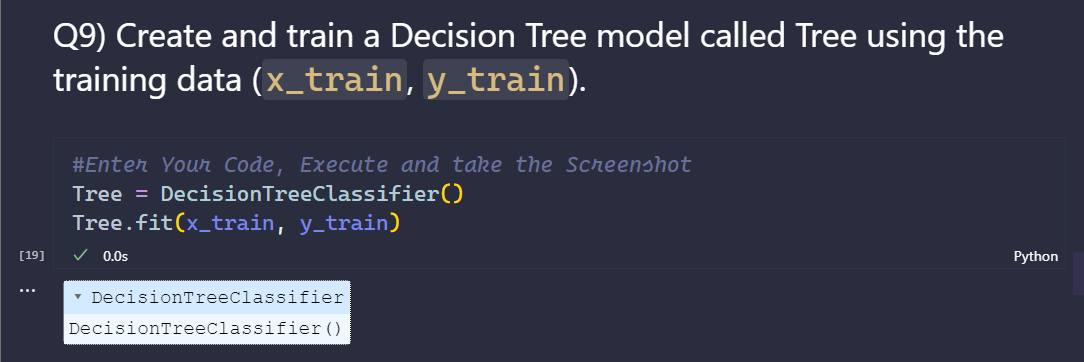 Q9) Create and train a Decision Tree model called Tree using the
training data (x_train, y_train).
#Enter Your Code, Execute and take the Screenshot
Tree = DecisionTreeClassifier()
Tree.fit(x_train, y_train)
[19] ✓ 0.0s Python
...
▾ DecisionTreeClassifier
DecisionTreeClassifier()